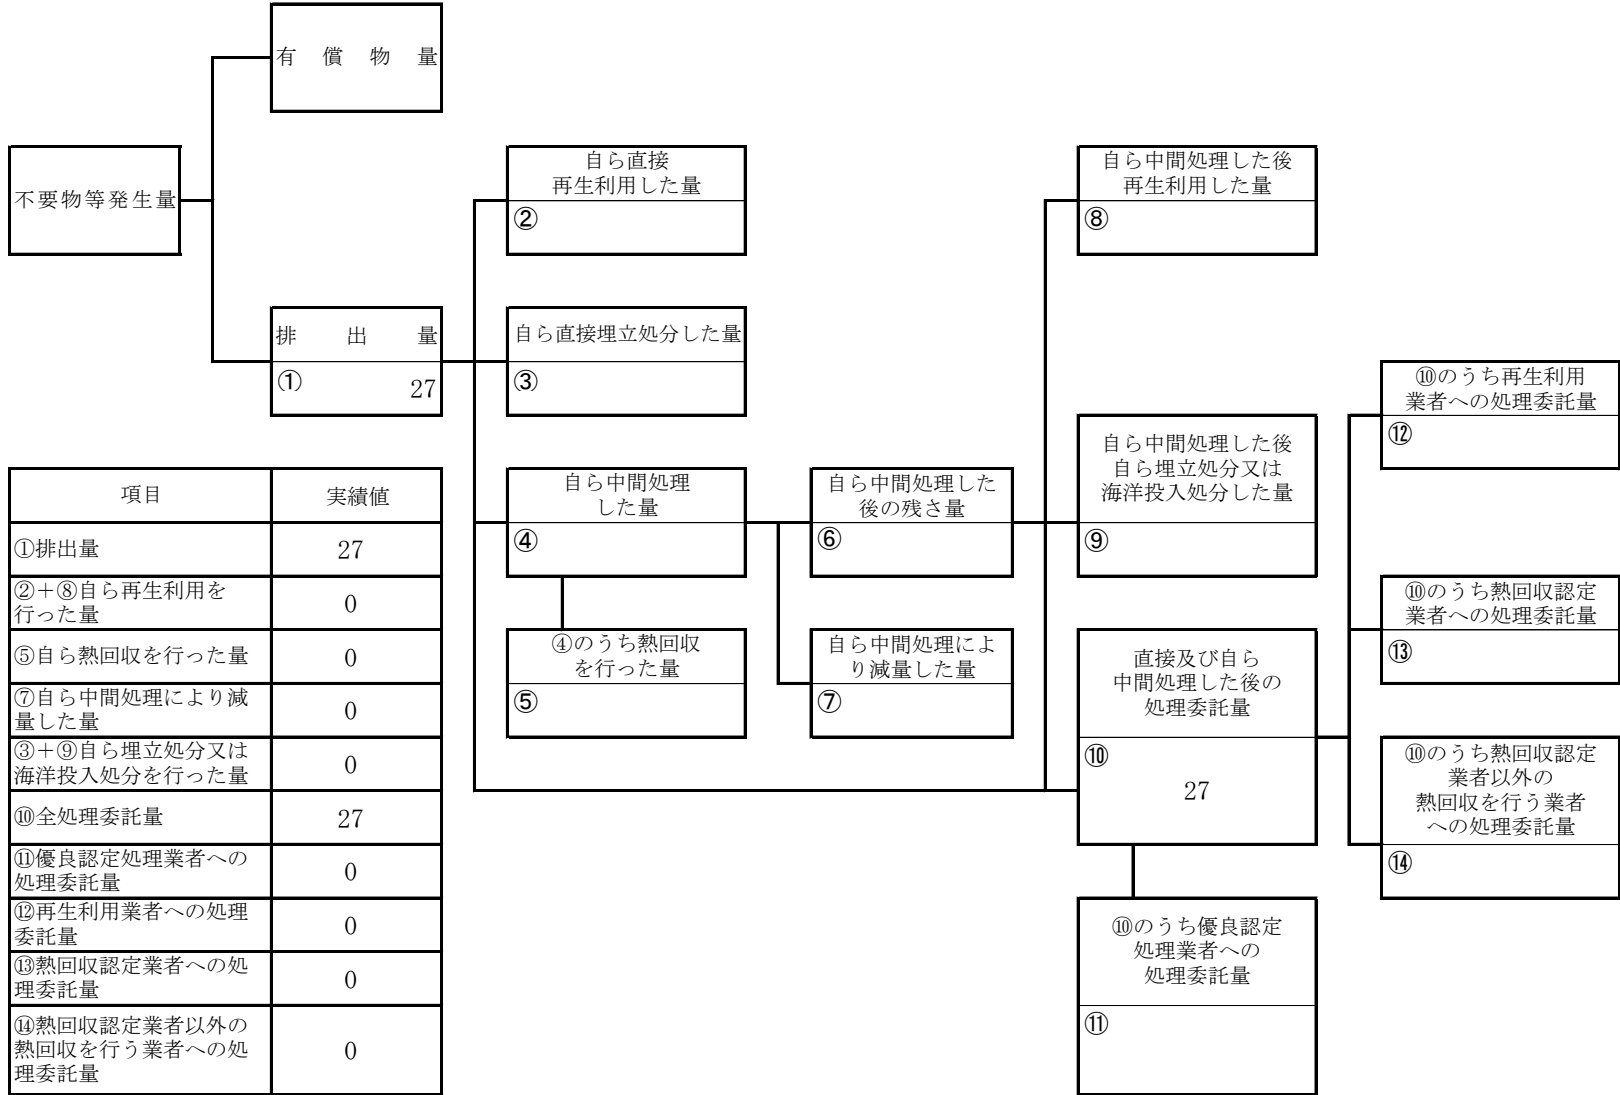 有償物量
不要物等発生量
自ら直接
再生利用した量
②
自ら中間処理した後
再生利用した量
⑧
排出量
① 27
自ら直接埋立処分した量
③
⑩のうち再生利用
業者への処理委託量
⑫
自ら中間処理
した量
④
自ら中間処理した
後の残さ量
⑥
自ら中間処理した後
自ら埋立処分又は
海洋投入処分した量
⑨
⑩のうち熱回収認定
業者への処理委託量
⑬
④のうち熱回収
を行った量
⑤
自ら中間処理によ
り減量した量
⑦
直接及び自ら
中間処理した後の
処理委託量
⑩
27
⑩のうち熱回収認定
業者以外の
熱回収を行う業者
への処理委託量
⑭
⑩のうち優良認定
処理業者への
処理委託量
⑪
項目 実績値
①排出量 27
②+⑧自ら再生利用を
行った量 0
⑤自ら熱回収を行った量 0
⑦自ら中間処理により減
量した量 0
③+⑨自ら埋立処分又は
海洋投入処分を行った量 0
⑩全処理委託量 27
⑪優良認定処理業者への
処理委託量 0
⑫再生利用業者への処理
委託量 0
⑬熱回収認定業者への処
理委託量 0
⑭熱回収認定業者以外の
熱回収を行う業者への処
理委託量 0